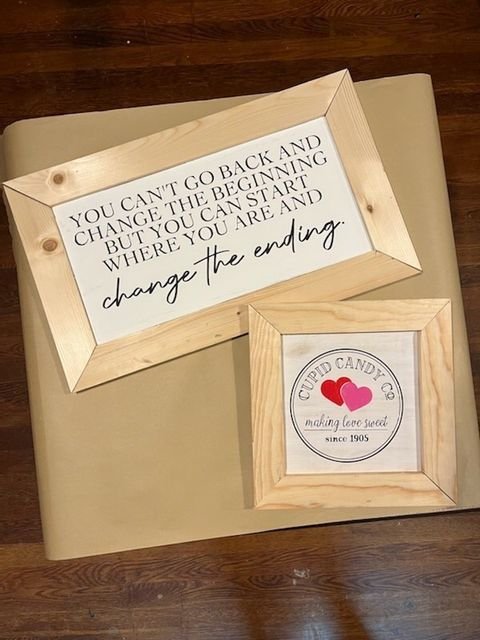 YOU CAN'T GO BACK AND
CHANGE THE BEGINNING
BUT YOU CAN START
WHERE YOU ARE AND
change the ending.
CUPID CANDY CO
making love sweet
since 1905